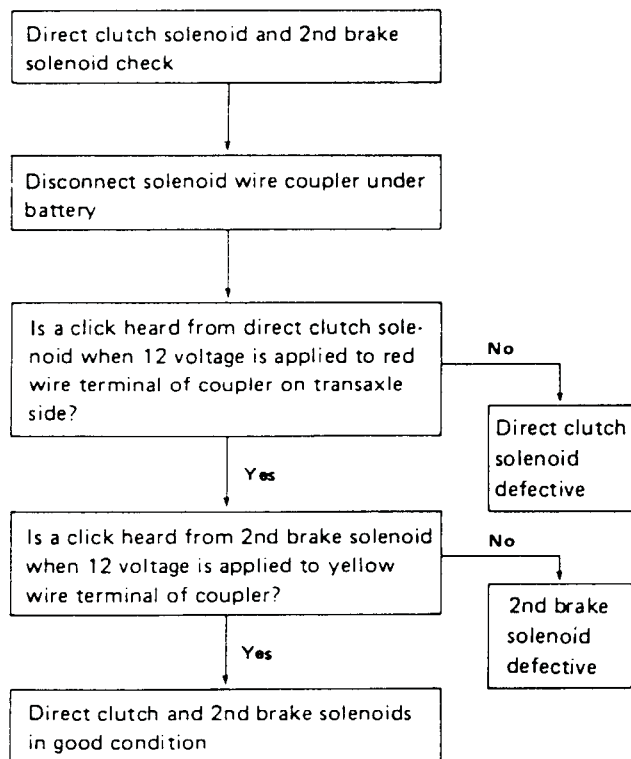 Direct clutch solenoid and 2nd brake
solenoid check
Disconnect solenoid wire coupler under
battery
Is a click heard from direct clutch sole-
noid when 12 voltage is applied to red
wire terminal of coupler on transaxle
side?
No
Direct clutch
solenoid
defective
Yes
Is a click heard from 2nd brake solenoid
when 12 voltage is applied to yellow
wire terminal of coupler?
No
2nd brake
solenoid
defective
Yes
Direct clutch and 2nd brake solenoids
in good condition